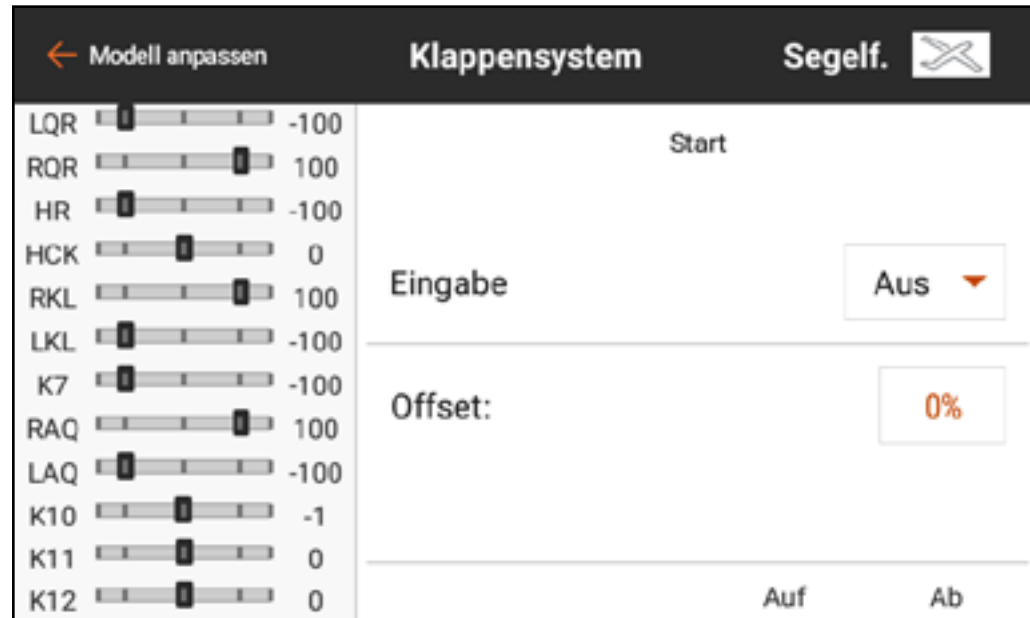 Modell anpassen Klappensystem Segelf.
LQR -100
RQR 100
HR -100
HCK 0
RKL 100
LKL -100
K7 -100
RAQ 100
LAQ -100
K10 -1
K11 0
K12 0
Start
Eingabe Aus
Offset: 0%
Auf Ab